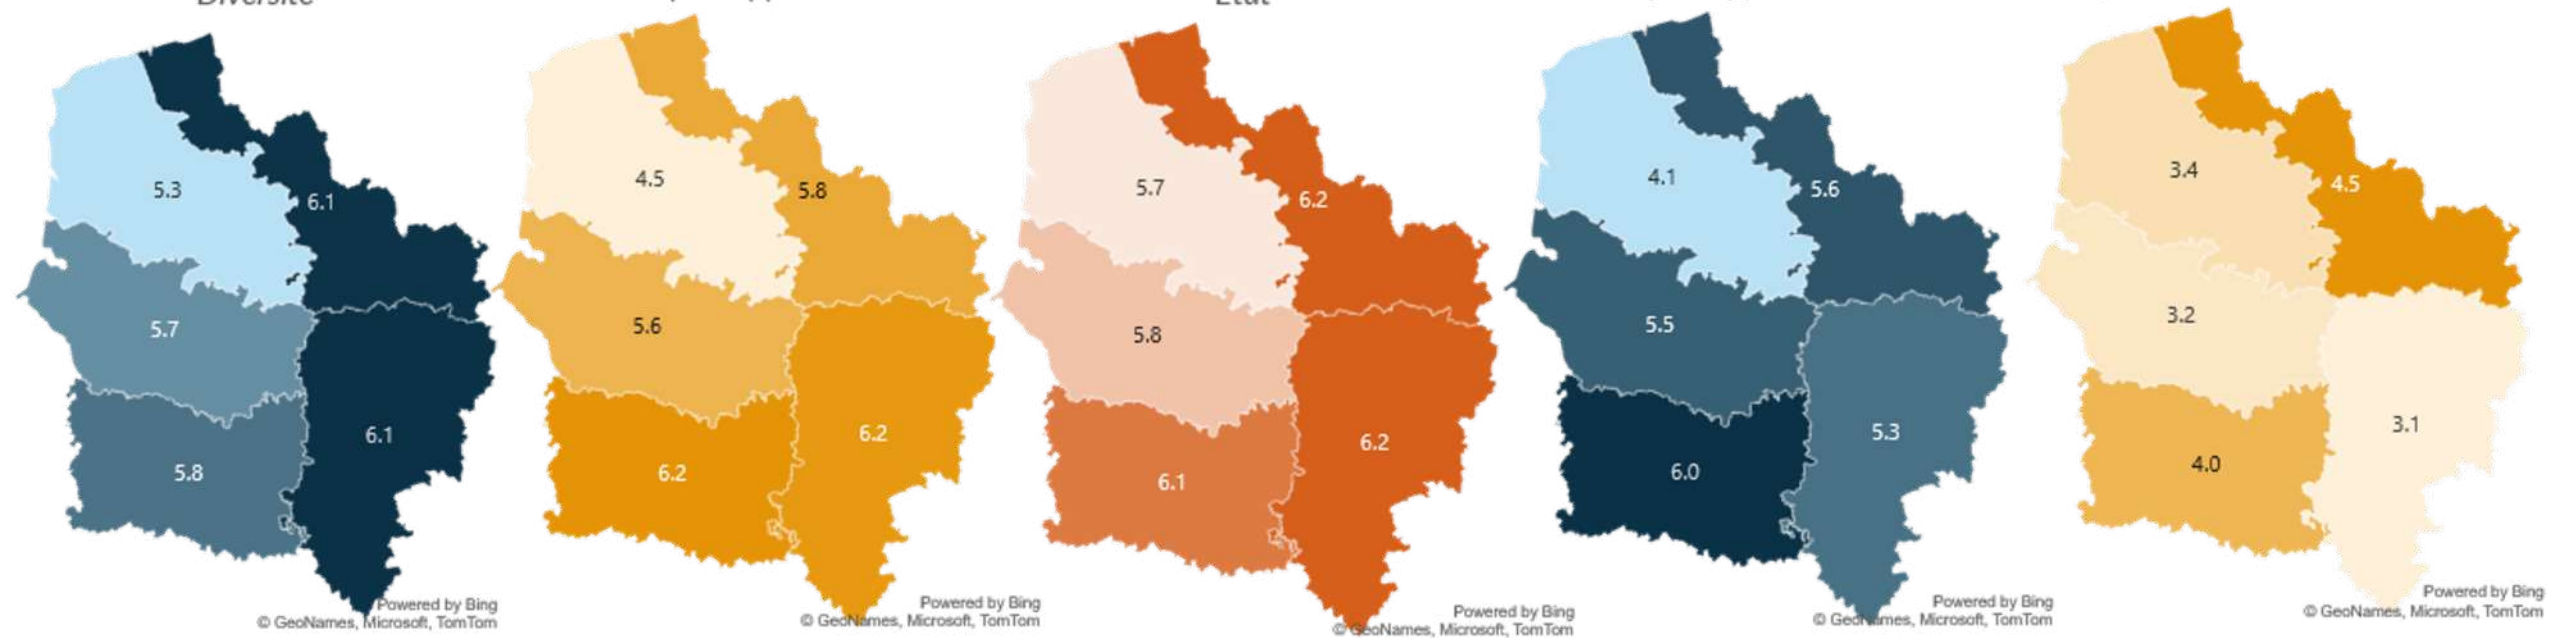 Diversité
Etat
5.3
6.1
5.7
6.1
5.8
Powered by Bing
© GeoNames, Microsoft, TomTom
4.5
5.8
5.6
6.2
6.2
Powered by Bing
© GeoNames, Microsoft, TomTom
5.7
6.2
5.8
6.2
6.1
Powered by Bing
© GeoNames, Microsoft, TomTom
4.1
5.6
5.5
5.3
6.0
Powered by Bing
© GeoNames, Microsoft, TomTom
3.4
4.5
3.2
3.1
4.0
Powered by Bing
© GeoNames, Microsoft, TomTom